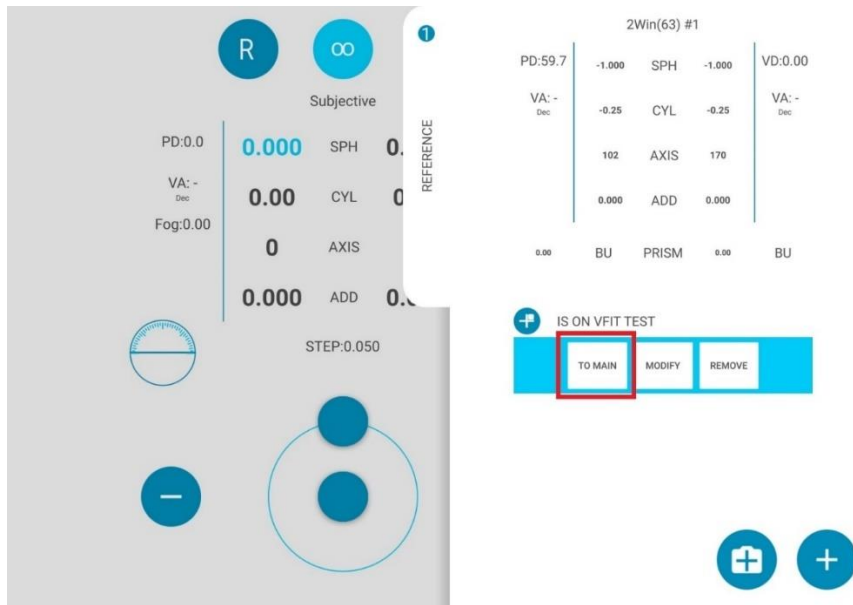 R ∞
Subjective
PD:0.0 0.000 SPH 0.
VA: - 0.00 CYL 0
Dec
Fog:0.00
0 AXIS
0.000 ADD 0.
STEP:0.050
1
REFERENCE
2Win(63) #1
PD:59.7 -1.000 SPH -1.000 VD:0.00
VA: - -0.25 CYL -0.25 VA: -
Dec Dec
102 AXIS 170
0.000 ADD 0.000
0.00 BU PRISM 0.00 BU
IS ON VFIT TEST
TO MAIN MODIFY REMOVE